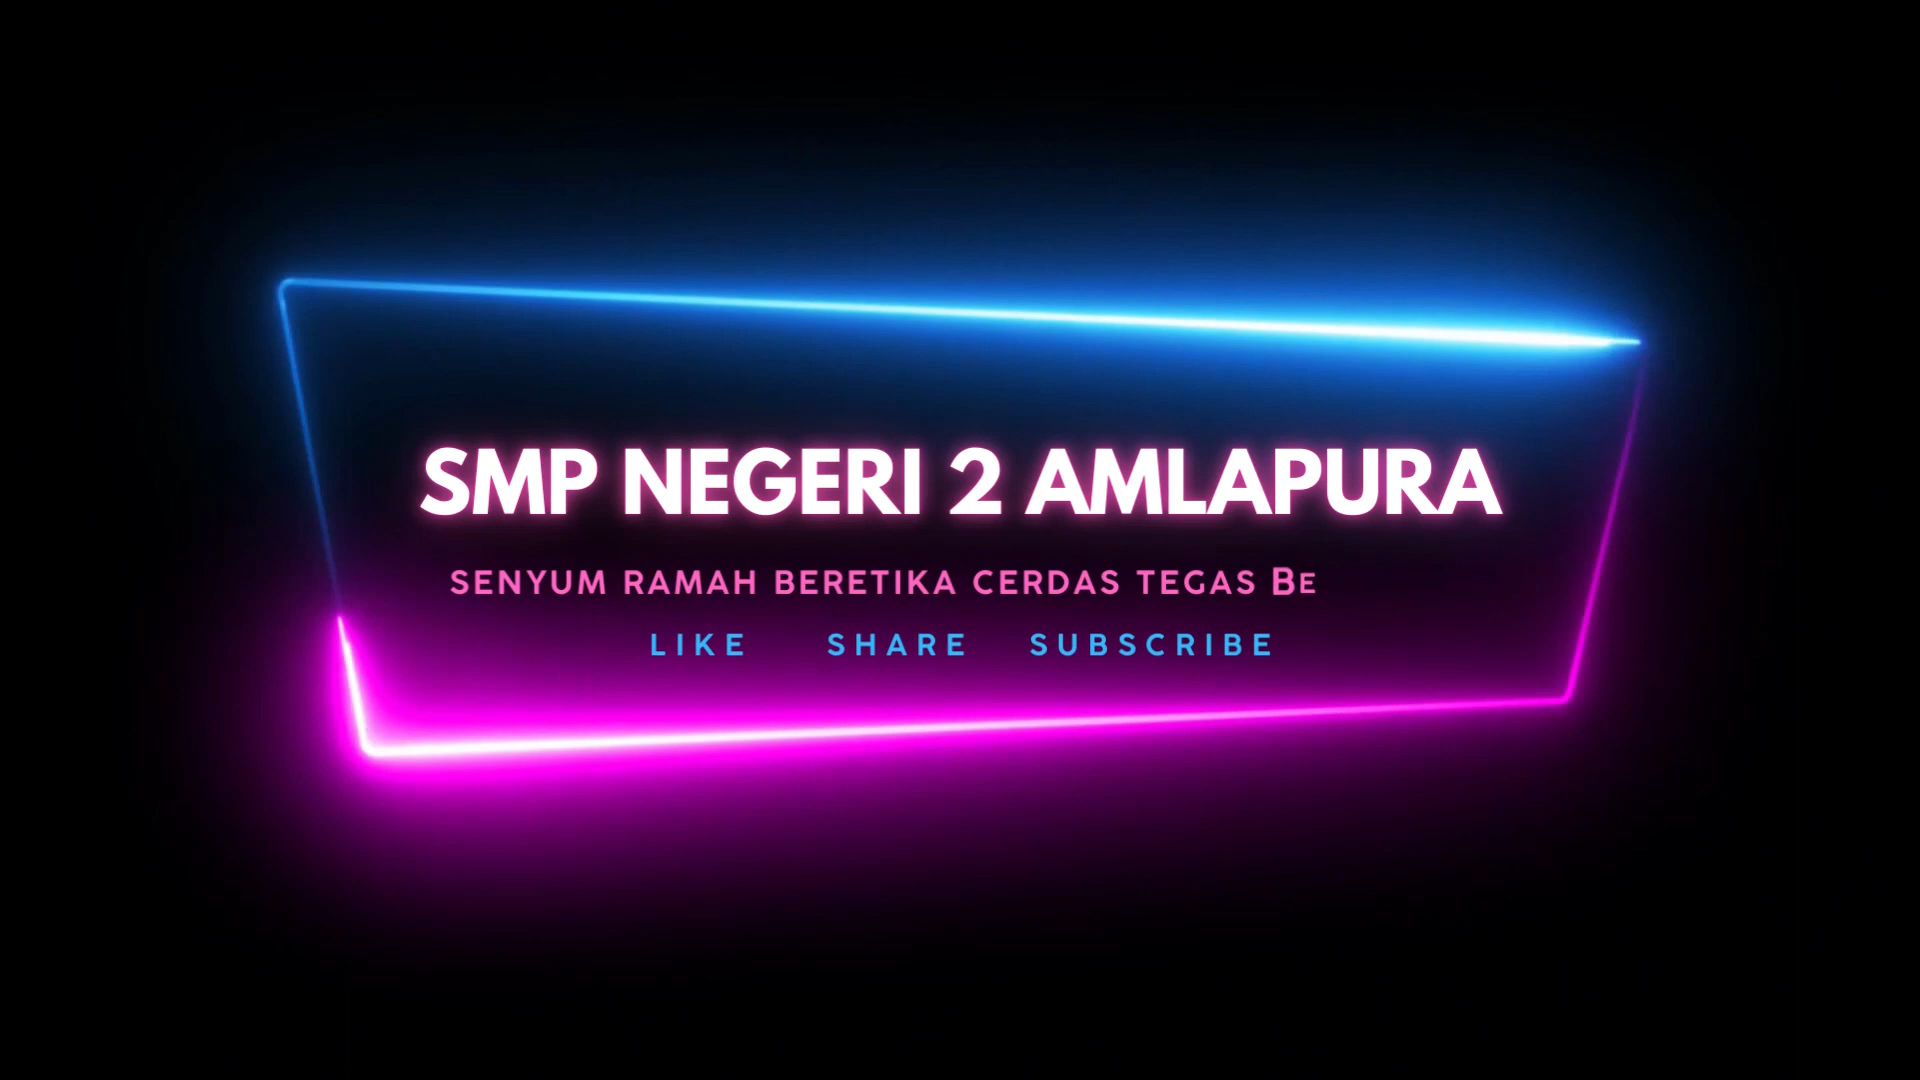 SMP NEGERI 2 AMLAPURA
SENYUM RAMAH BERETIKA CERDAS TEGAS BE
LIKE SHARE SUBSCRIBE